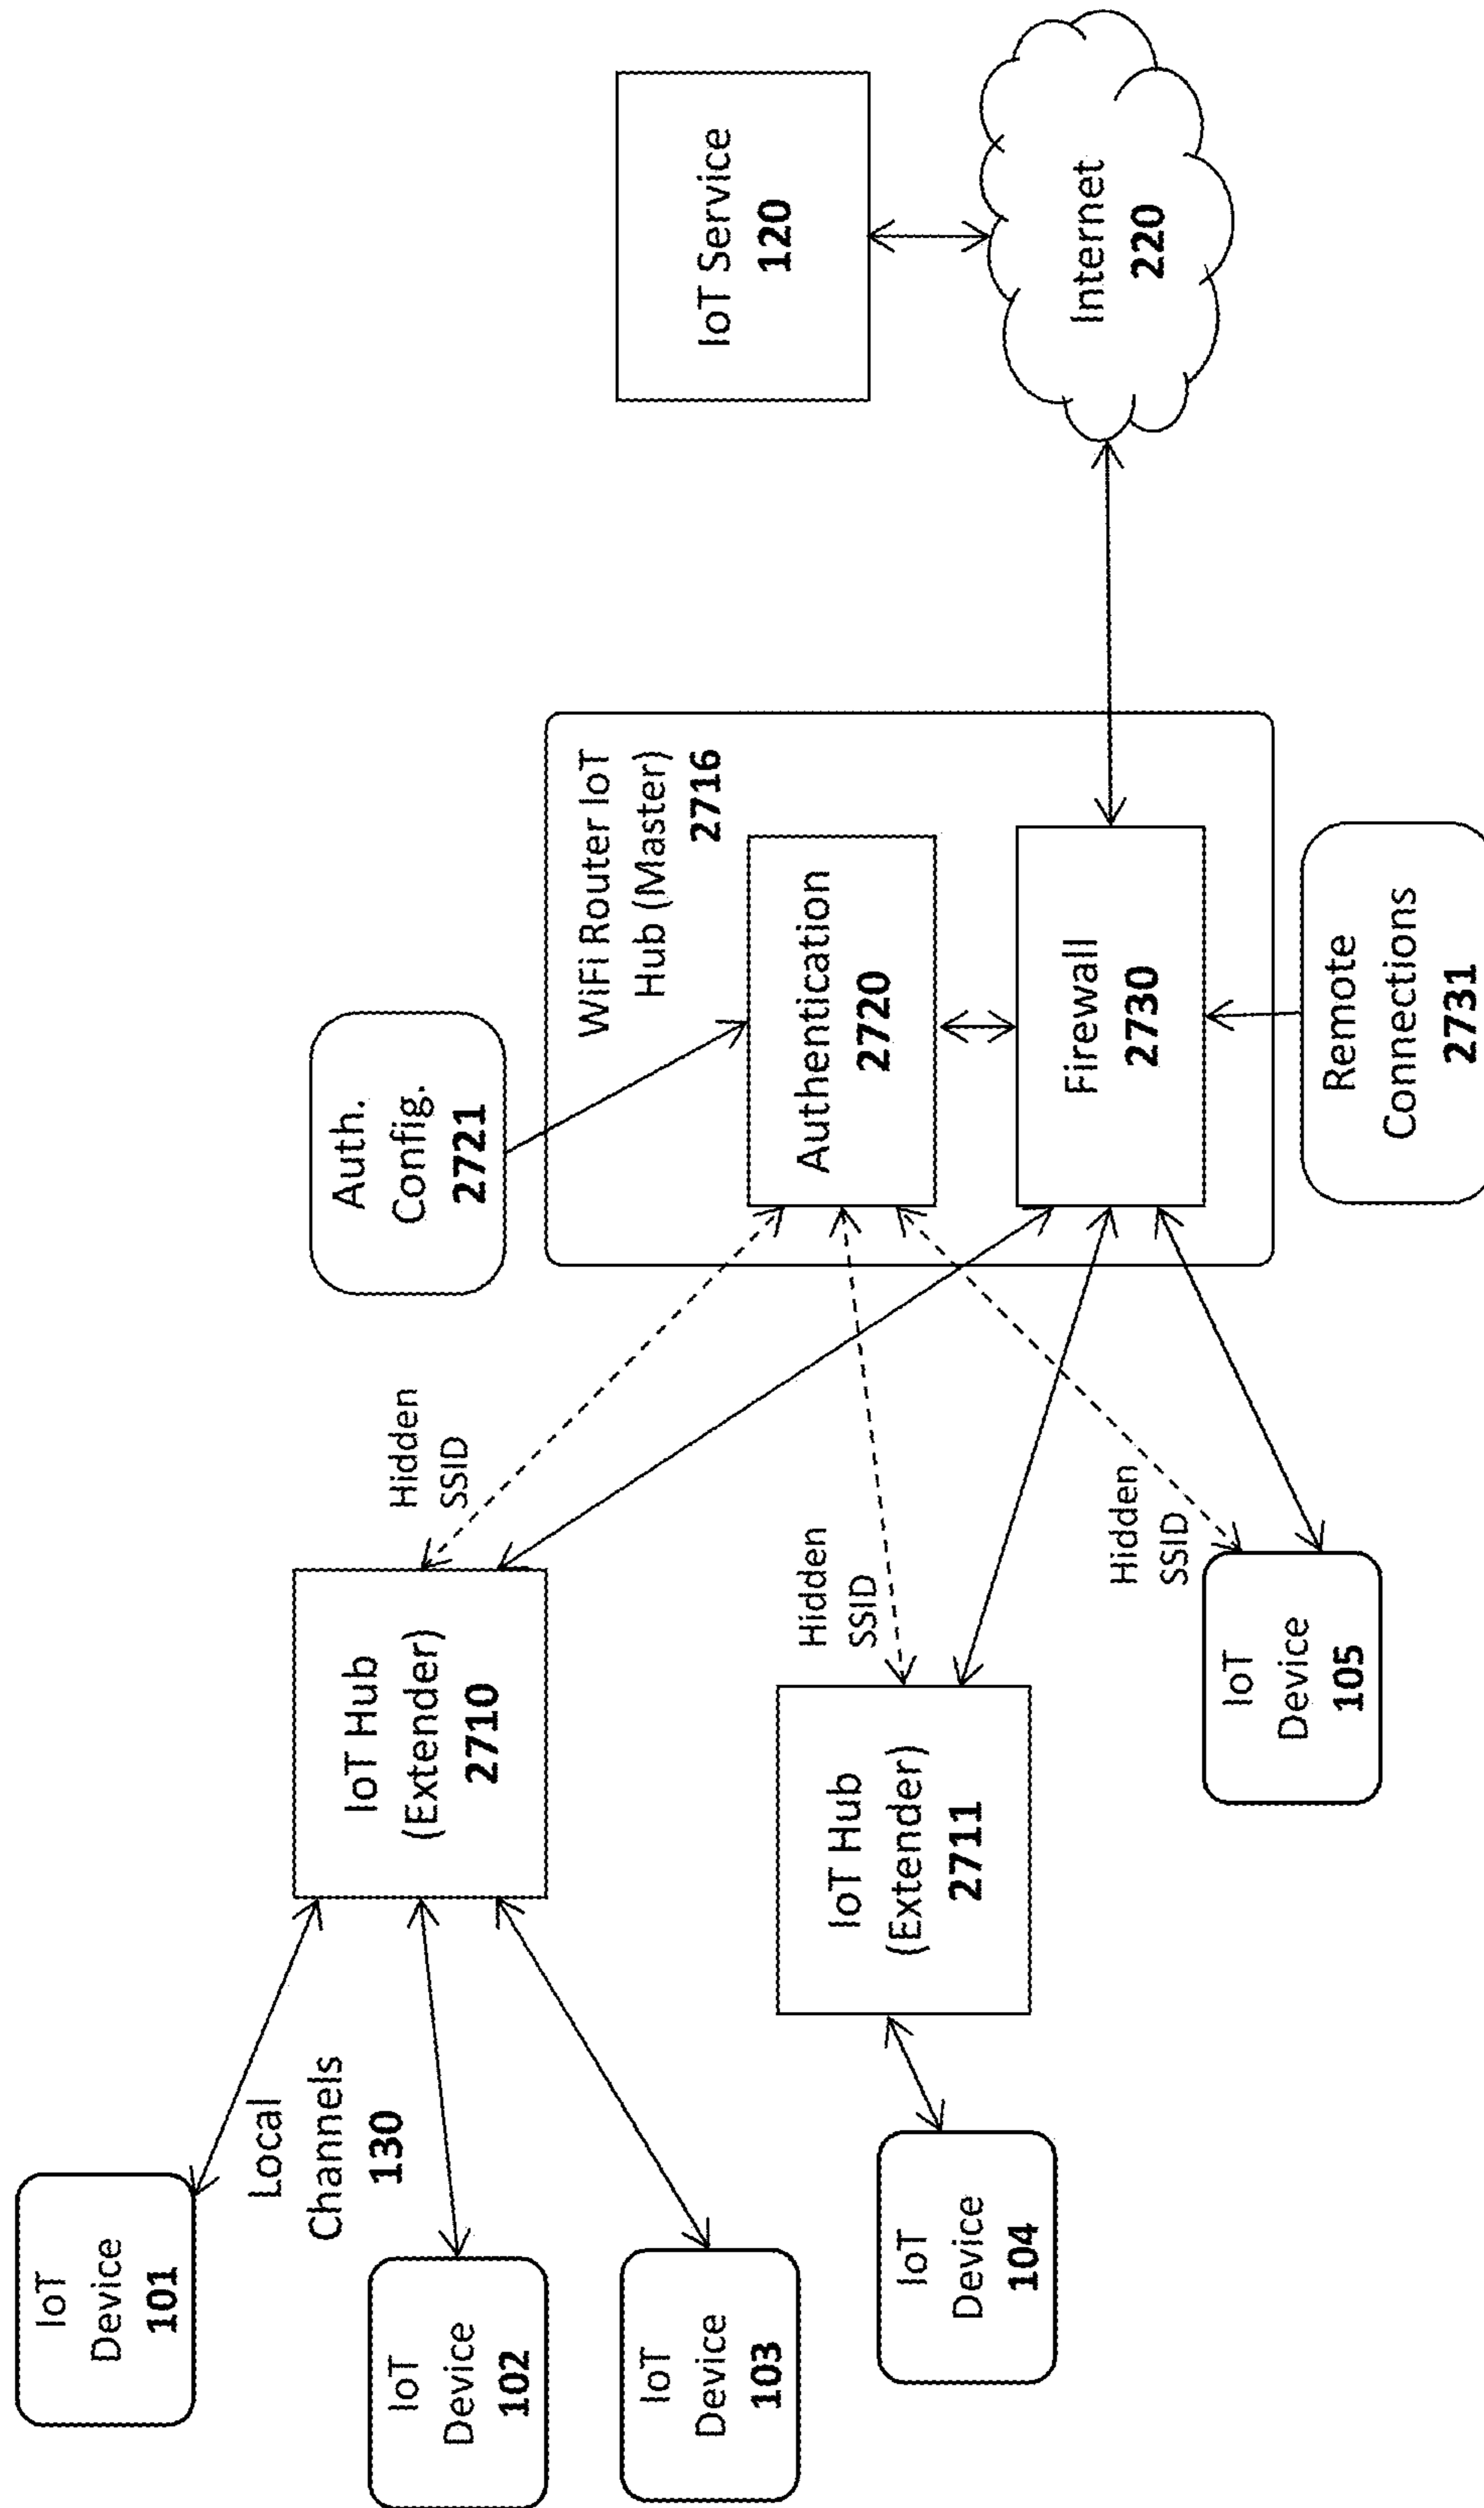 IoT
Device
101
Local
Channels
130
IoT
Device
102
IoT
Device
103
IoT
Device
104
IoT Hub
(Extender)
2710
IoT Hub
(Extender)
2711
IoT
Device
105
Hidden
SSID
Hidden
SSID
Hidden
SSID
Auth.
Config.
2721
WiFi Router IoT
Hub (Master)
2716
Authentication
2720
Firewall
2730
Remote
Connections
2731
IoT Service
120
Internet
220